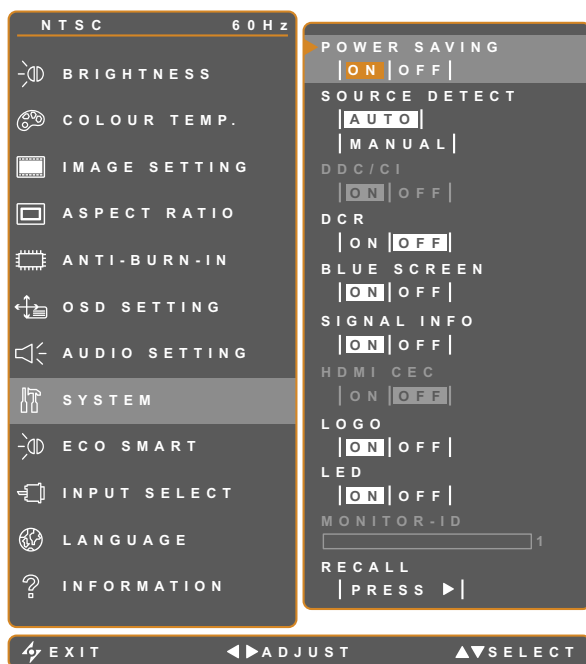 NTSC 60Hz
BRIGHTNESS
COLOUR TEMP.
IMAGE SETTING
ASPECT RATIO
ANTI-BURN-IN
OSD SETTING
AUDIO SETTING
SYSTEM
ECO SMART
INPUT SELECT
LANGUAGE
INFORMATION
POWER SAVING
ON OFF
SOURCE DETECT
AUTO
MANUAL
DDC/CI
ON OFF
DCR
ON OFF
BLUE SCREEN
ON OFF
SIGNAL INFO
ON OFF
HDMI CEC
ON OFF
LOGO
ON OFF
LED
ON OFF
MONITOR-ID
1
RECALL
PRESS
EXIT ADJUST SELECT